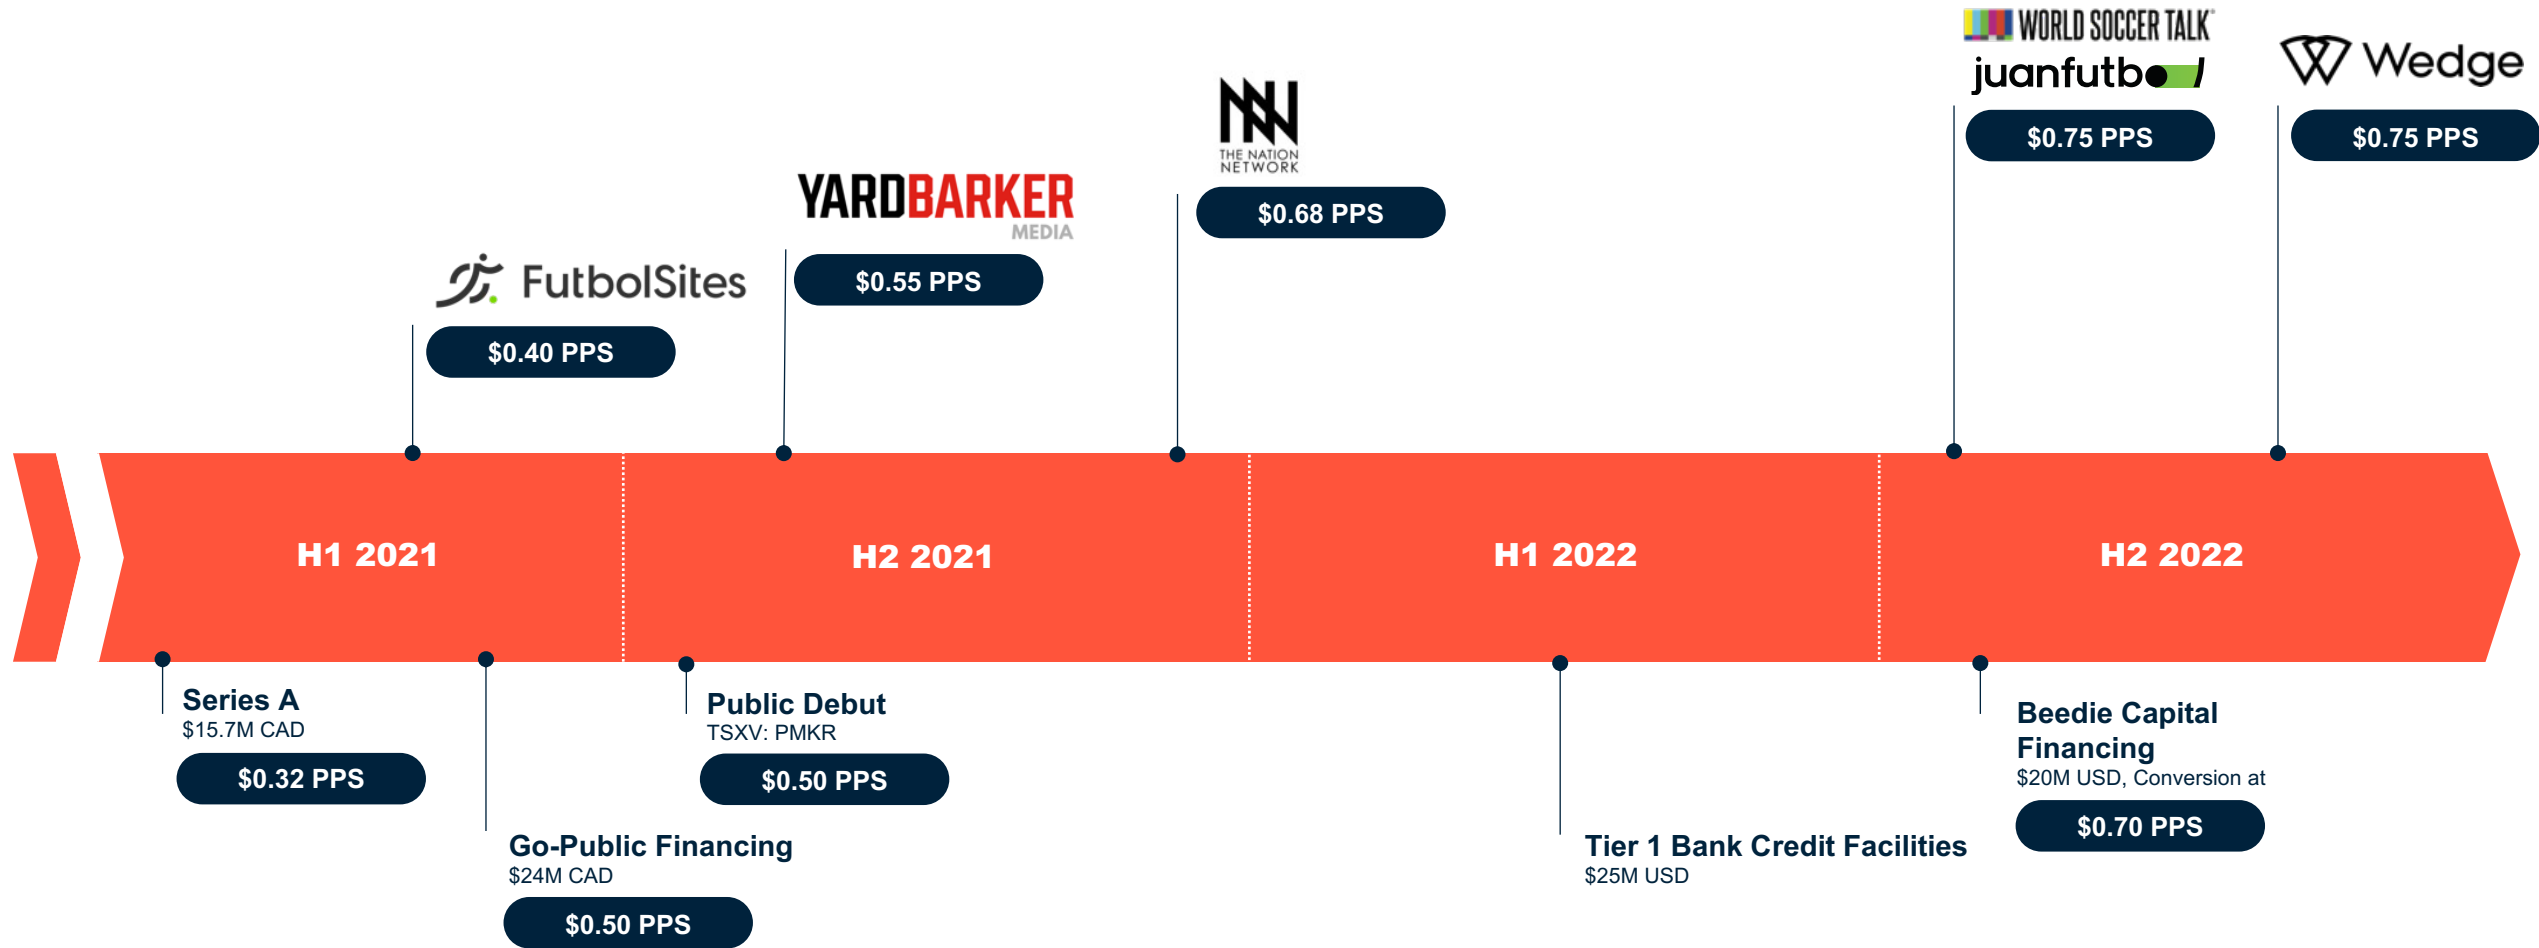 WORLD SOCCER TALK
juanfutbol
$0.75 PPS
Wedge
$0.75 PPS
THE NATION
NETWORK
$0.68 PPS
YARDBARKER
MEDIA
$0.55 PPS
FutbolSites
$0.40 PPS
H1 2021
H2 2021
H1 2022
H2 2022
Series A
$15.7M CAD
$0.32 PPS
Go-Public Financing
$24M CAD
$0.50 PPS
Public Debut
TSXV: PMKR
$0.50 PPS
Tier 1 Bank Credit Facilities
$25M USD
Beedie Capital
Financing
$20M USD, Conversion at
$0.70 PPS